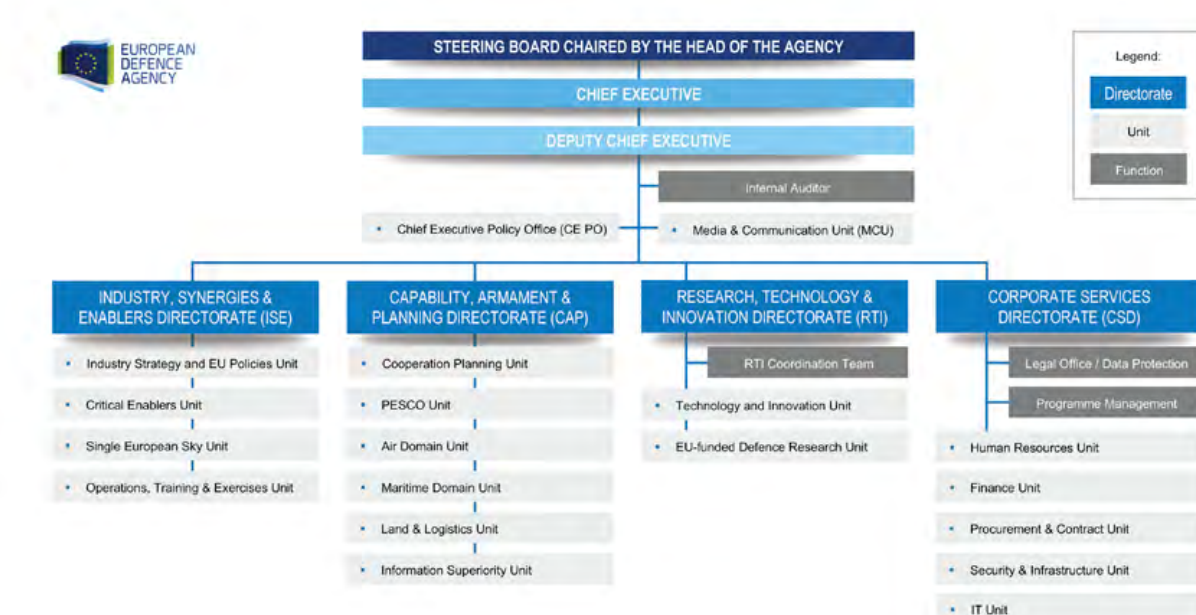 EUROPEAN
DEFENCE
AGENCY
STEERING BOARD CHAIRED BY THE HEAD OF THE AGENCY
CHIEF EXECUTIVE
DEPUTY CHIEF EXECUTIVE
Internal Auditor
• Chief Executive Policy Office (CE PO)
• Media & Communication Unit (MCU)
Legend:
Directorate
Unit
Function
INDUSTRY, SYNERGIES &
ENABLERS DIRECTORATE (ISE)
• Industry Strategy and EU Policies Unit
• Critical Enablers Unit
• Single European Sky Unit
• Operations, Training & Exercises Unit
CAPABILITY, ARMAMENT &
PLANNING DIRECTORATE (CAP)
• Cooperation Planning Unit
• PESCO Unit
• Air Domain Unit
• Maritime Domain Unit
• Land & Logistics Unit
• Information Superiority Unit
RESEARCH, TECHNOLOGY &
INNOVATION DIRECTORATE (RTI)
RTI Coordination Team
• Technology and Innovation Unit
• EU-funded Defence Research Unit
CORPORATE SERVICES
DIRECTORATE (CSD)
Legal Office / Data Protection
Programme Management
• Human Resources Unit
• Finance Unit
• Procurement & Contract Unit
• Security & Infrastructure Unit
• IT Unit